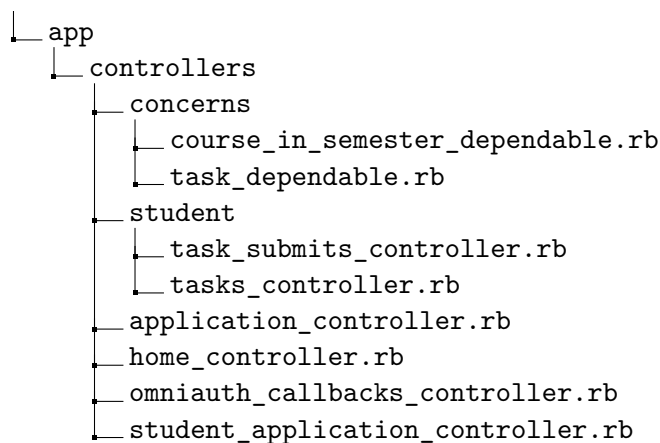 app
controllers
concerns
course_in_semester_dependable.rb
task_dependable.rb
student
task_submits_controller.rb
tasks_controller.rb
application_controller.rb
home_controller.rb
omniauth_callbacks_controller.rb
student_application_controller.rb